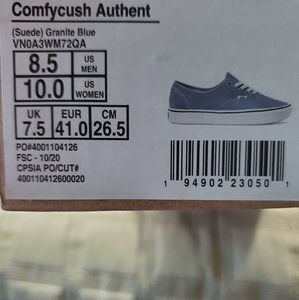 Comfycush Authent
(Suede) Granite Blue
VN0A3WM72QA
8.5 US MEN
10.0 US WOMEN
UK EUR CM
7.5 41.0 26.5
PO#4001104126
FSC - 10/20
CPSIA PO/CUT#
400110412600020
1 94902 23050 1